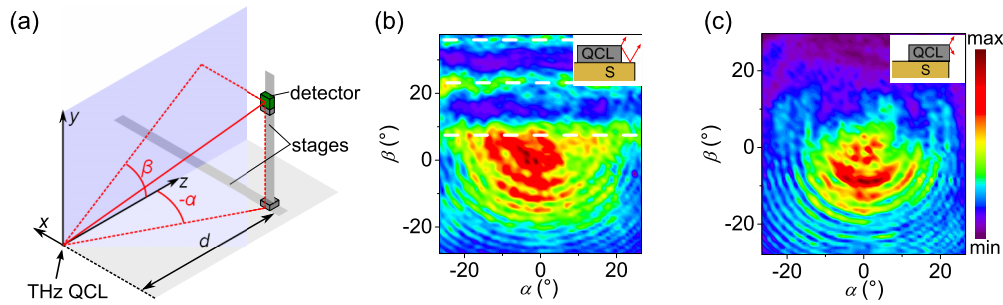 (a)
y
x
z
β
-α
d
detector
stages
THz QCL
(b)
QCL
S
β (°)
20
0
-20
-20
0
20
α (°)
(c)
QCL
S
β (°)
20
0
-20
-20
0
20
α (°)
max
min